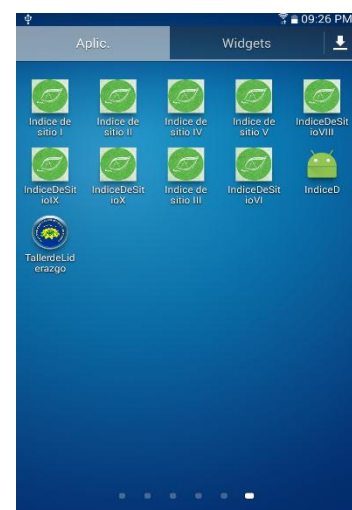 09:26 PM
Aplic. Widgets
Indice de sitio I
Indice de sitio II
Indice de sitio IV
Indice de sitio V
IndiceDeSit
ioVIII
IndiceDeSit
ioIX
IndiceDeSit
ioX
Indice de sitio III
IndiceDeSit
ioVI
IndiceD
TallerdeLid
erazgo